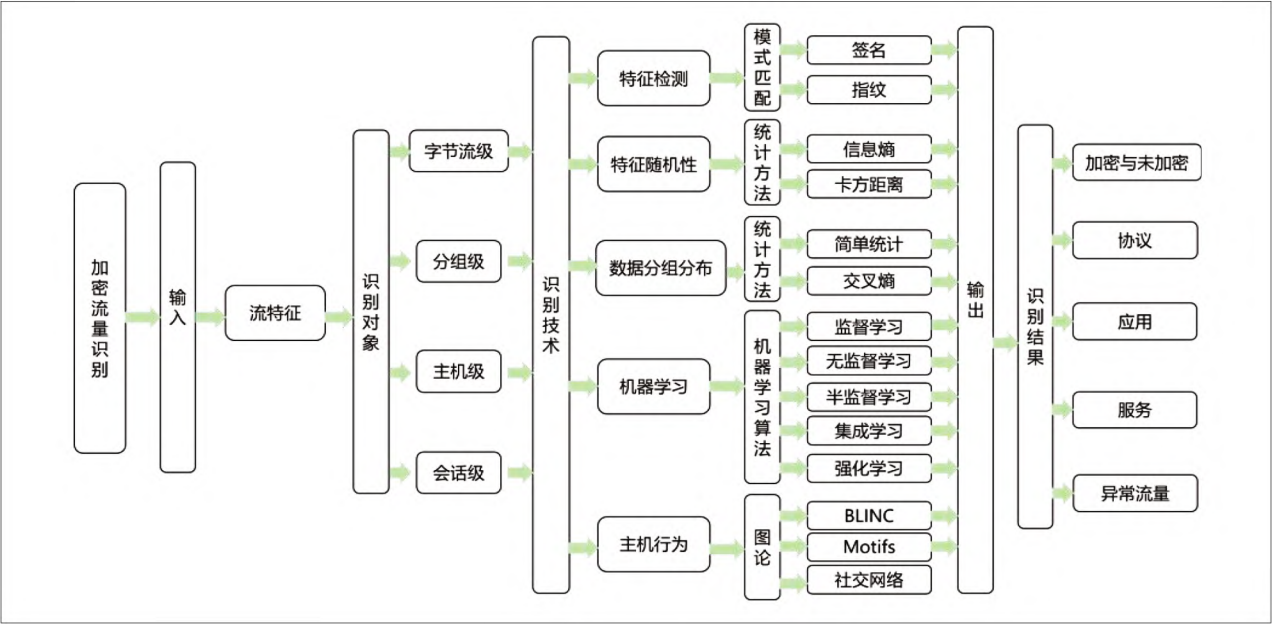 加密流量识别
输入
流特征
识别对象
字节流级
分组级
主机级
会话级
识别技术
特征检测
特征随机性
数据分组分布
机器学习
主机行为
模式匹配
统计方法
统计方法
机器学习算法
图论
签名
指纹
信息熵
卡方距离
简单统计
交叉熵
监督学习
无监督学习
半监督学习
集成学习
强化学习
BLINC
Motifs
社交网络
输出
识别结果
加密与未加密
协议
应用
服务
异常流量